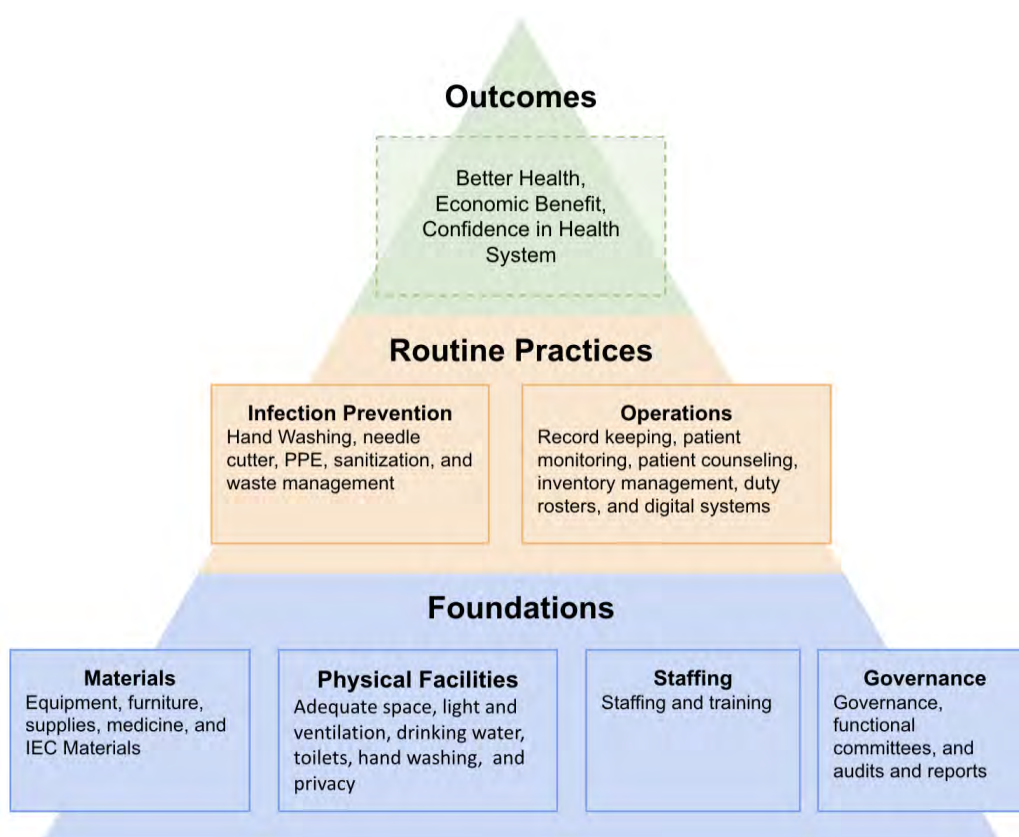 Outcomes
Better Health,
Economic Benefit,
Confidence in Health
System
Routine Practices
Infection Prevention
Hand Washing, needle
cutter, PPE, sanitization, and
waste management
Operations
Record keeping, patient
monitoring, patient counseling,
inventory management, duty
rosters, and digital systems
Foundations
Materials
Equipment, furniture,
supplies, medicine, and
IEC Materials
Physical Facilities
Adequate space, light and
ventilation, drinking water,
toilets, hand washing, and
privacy
Staffing
Staffing and training
Governance
Governance,
functional
committees, and
audits and reports